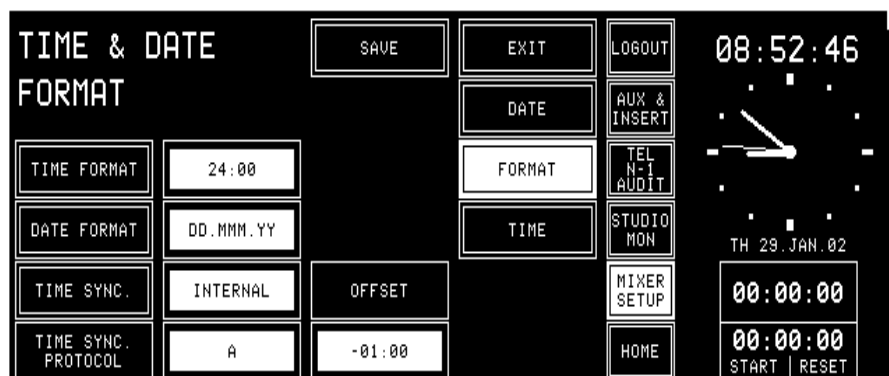 TIME & DATE
FORMAT
SAVE
EXIT
LOGOUT
08:52:46
DATE
AUX &
INSERT
TIME FORMAT
24:00
FORMAT
TEL
N-1
AUDIT
DATE FORMAT
DD.MMM.YY
TIME
STUDIO
MON
TH 29.JAN.02
TIME SYNC.
INTERNAL
OFFSET
MIXER
SETUP
00:00:00
TIME SYNC.
PROTOCOL
A
-01:00
HOME
00:00:00
START | RESET